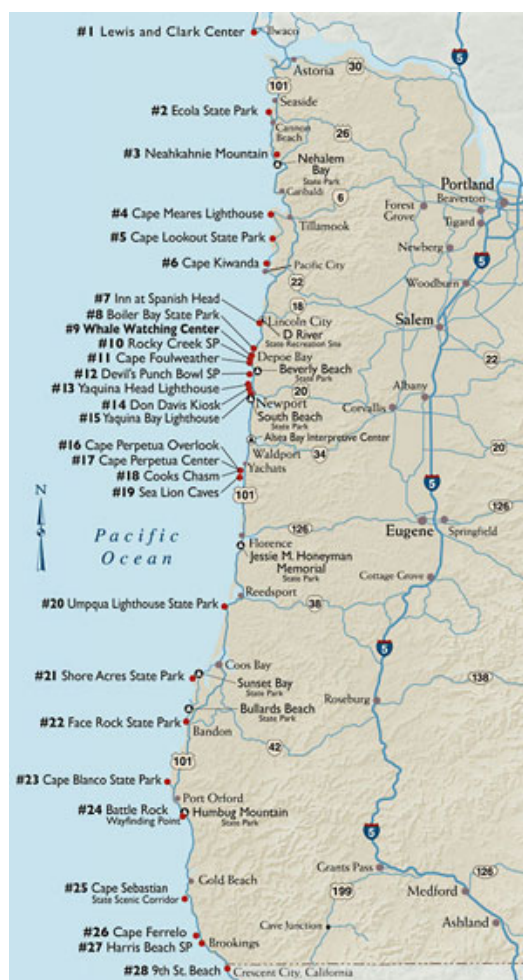 #1 Lewis and Clark Center
Ilwaco
5
Astoria
30
101
Seaside
#2 Ecola State Park
Cannon
Beach
26
#3 Neahkahnie Mountain
Nehalem
Bay
State Park
Portland
Garibaldi
6
Forest
Grove
Beaverton
#4 Cape Meares Lighthouse
Tillamook
Tigard
#5 Cape Lookout State Park
Newberg
5
#6 Cape Kiwanda
Pacific City
22
Woodburn
#7 Inn at Spanish Head
18
#8 Boiler Bay State Park
Lincoln City
Salem
#9 Whale Watching Center
D River
State Recreation Site
#10 Rocky Creek SP
#11 Cape Foulweather
Depoe Bay
22
#12 Devil's Punch Bowl SP
Beverly Beach
State Park
#13 Yaquina Head Lighthouse
20
Albany
#14 Don Davis Kiosk
Newport
Corvallis
#15 Yaquina Bay Lighthouse
South Beach
State Park
#16 Cape Perpetua Overlook
Alsea Bay Interpretive Center
#17 Cape Perpetua Center
Waldport
34
20
#18 Cooks Chasm
Yachats
#19 Sea Lion Caves
101
5
N
126
Pacific
Ocean
126
Eugene
Springfield
Florence
Jessie M. Honeyman
Memorial
State Park
Cottage Grove
Reedsport
#20 Umpqua Lighthouse State Park
38
5
Coos Bay
#21 Shore Acres State Park
Sunset Bay
State Park
138
Bullards Beach
State Park
Roseburg
#22 Face Rock State Park
Bandon
42
101
#23 Cape Blanco State Park
Port Orford
#24 Battle Rock
Wayfinding Point
Humbug Mountain
State Park
5
Grants Pass
126
Gold Beach
#25 Cape Sebastian
State Scenic Corridor
199
Medford
Ashland
#26 Cape Ferrelo
Cave Junction
#27 Harris Beach SP
Brookings
#28 9th St. Beach
Crescent City, California